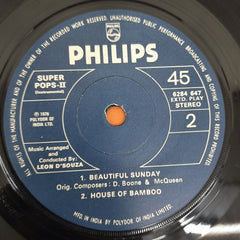 ALL RIGHTS OF THE MANUFACTURER AND OF THE OWNER OF THE RECORDED WORK RESERVED. UNAUTHORISED PUBLIC PERFORMANCE, BROADCASTING AND COPYING OF THIS RECORD PROHIBITED
PHILIPS
PHILIPS
SUPER
POPS-II
(Instrumental)
45
6284 647
EXTD. PLAY
STEREO
2
℗ 1976
POLYDOR OF
INDIA LTD.
Music Arranged
and Conducted
By: LEON D'SOUZA
1. BEAUTIFUL SUNDAY
Orig. Composers: D. Boone & McQueen
2. HOUSE OF BAMBOO
MFD. IN INDIA BY POLYDOR OF INDIA LIMITED.